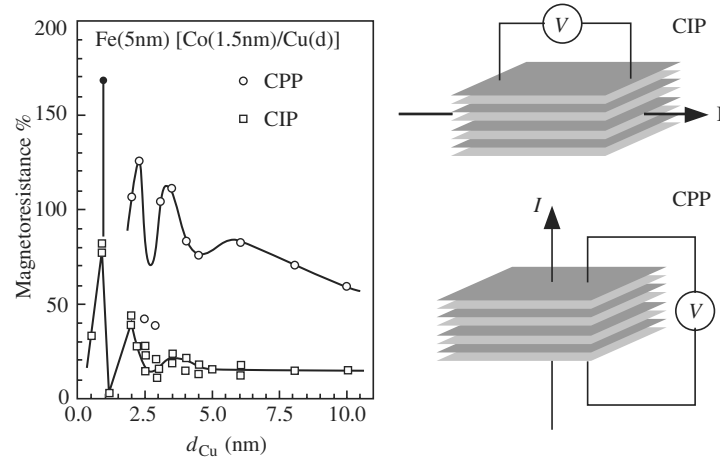 200
150
100
50
0
Magnetoresistance %
Fe(5nm) [Co(1.5nm)/Cu(d)]
CPP
CIP
0.0 2.5 5.0 7.5 10.0
d_Cu (nm)
V
CIP
I
I
CPP
V